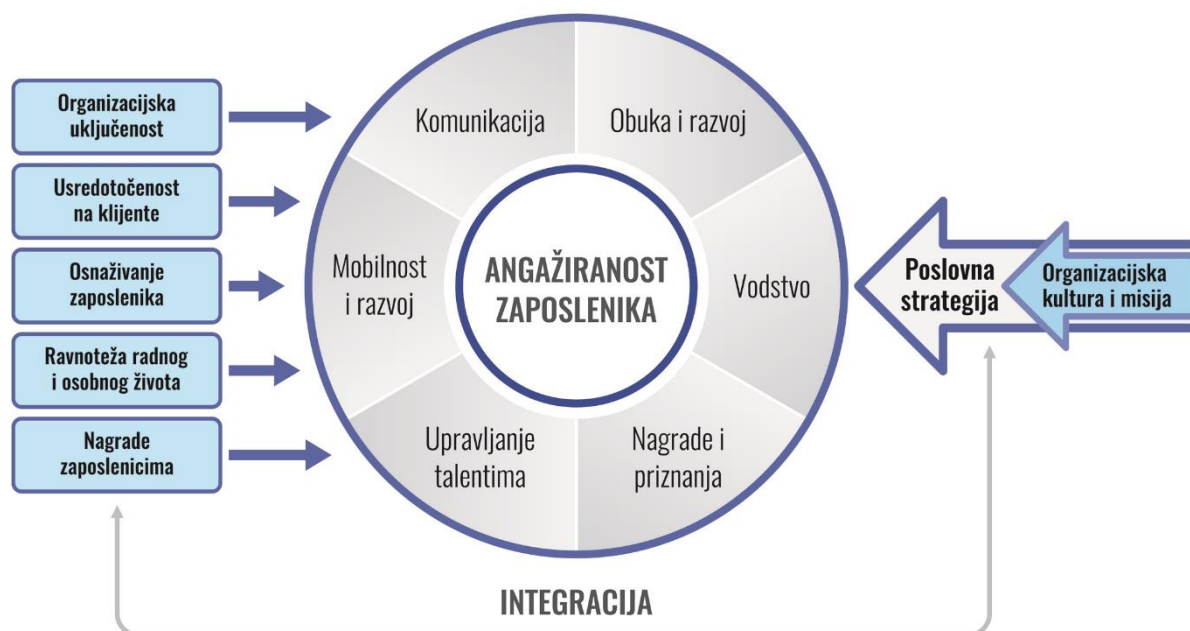 Organizacijska
uključenost
Usredotočenost
na klijente
Osnaživanje
zaposlenika
Ravnoteža radnog
i osobnog života
Nagrade
zaposlenicima
Komunikacija
Obuka i razvoj
Mobilnost
i razvoj
ANGAŽIRANOST
ZAPOSLENIKA
Vodstvo
Upravljanje
talentima
Nagrade i
priznanja
Poslovna
strategija
Organizacijska
kultura i misija
INTEGRACIJA